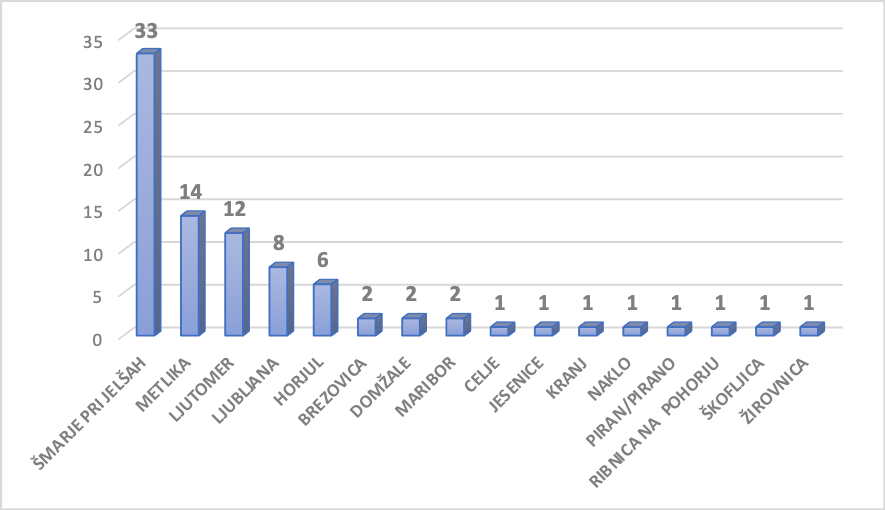 33
35
30
25
20
15
10
5
0
14
12
8
6
2
2
2
1
1
1
1
1
1
1
1
ŠMARJE PRI JELŠAH
METLIKA
LJUTOMER
LJUBLJANA
HORJUL
BREZOVICA
DOMŽALE
MARIBOR
CELJE
JESENICE
KRANJ
NAKLO
PIRAN/PIRANO
RIBNICA NA POHORJU
ŠKOFLJICA
ŽIROVNICA